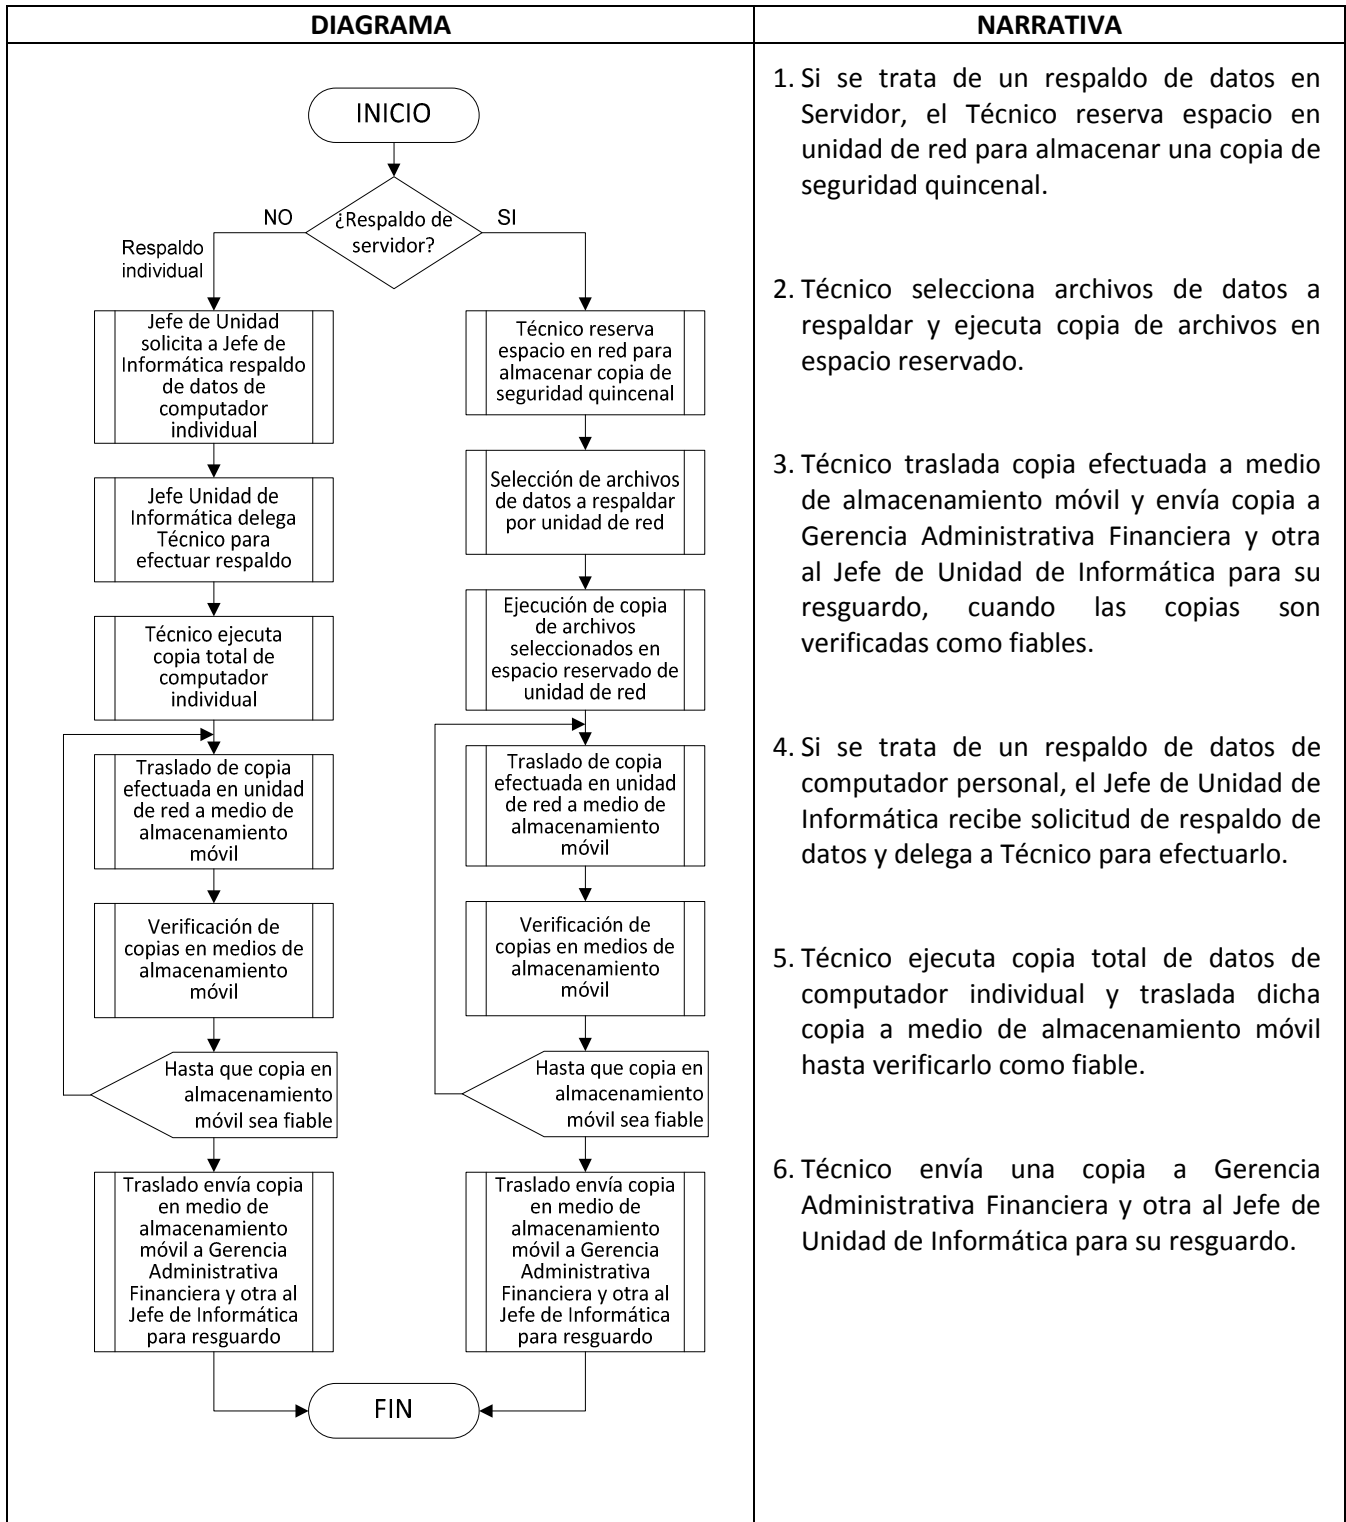 DIAGRAMA
INICIO
¿Respaldo de
servidor?
NO
SI
Respaldo
individual
Jefe de Unidad
solicita a Jefe de
Informática respaldo
de datos de
computador
individual
Jefe Unidad de
Informática delega
Técnico para
efectuar respaldo
Técnico ejecuta
copia total de
computador
individual
Traslado de copia
efectuada en unidad
de red a medio de
almacenamiento
móvil
Verificación de
copias en medios de
almacenamiento
móvil
Hasta que copia en
almacenamiento
móvil sea fiable
Traslado envía copia
en medio de
almacenamiento
móvil a Gerencia
Administrativa
Financiera y otra al
Jefe de Informática
para resguardo
Técnico reserva
espacio en red para
almacenar copia de
seguridad quincenal
Selección de archivos
de datos a respaldar
por unidad de red
Ejecución de copia
de archivos
seleccionados en
espacio reservado de
unidad de red
Traslado de copia
efectuada en unidad
de red a medio de
almacenamiento
móvil
Verificación de
copias en medios de
almacenamiento
móvil
Hasta que copia en
almacenamiento
móvil sea fiable
Traslado envía copia
en medio de
almacenamiento
móvil a Gerencia
Administrativa
Financiera y otra al
Jefe de Informática
para resguardo
FIN
NARRATIVA
1. Si se trata de un respaldo de datos en
Servidor, el Técnico reserva espacio en
unidad de red para almacenar una copia de
seguridad quincenal.
2. Técnico selecciona archivos de datos a
respaldar y ejecuta copia de archivos en
espacio reservado.
3. Técnico traslada copia efectuada a medio
de almacenamiento móvil y envía copia a
Gerencia Administrativa Financiera y otra
al Jefe de Unidad de Informática para su
resguardo, cuando las copias son
verificadas como fiables.
4. Si se trata de un respaldo de datos de
computador personal, el Jefe de Unidad de
Informática recibe solicitud de respaldo de
datos y delega a Técnico para efectuarlo.
5. Técnico ejecuta copia total de datos de
computador individual y traslada dicha
copia a medio de almacenamiento móvil
hasta verificarlo como fiable.
6. Técnico envía una copia a Gerencia
Administrativa Financiera y otra al Jefe de
Unidad de Informática para su resguardo.